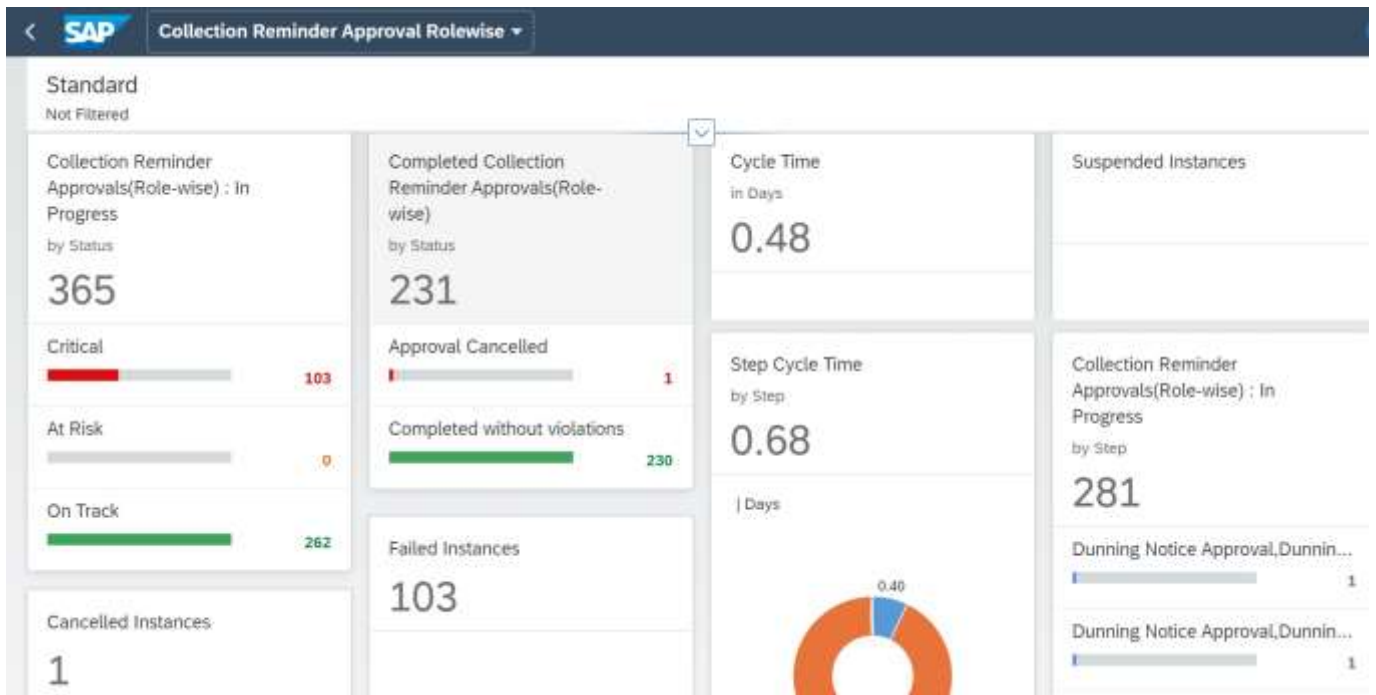 SAP
Collection Reminder Approval Rolewise
Standard
Not Filtered
Collection Reminder
Approvals(Role-wise) : In
Progress
by Status
365
Critical
103
At Risk
0
On Track
262
Cancelled Instances
1
Completed Collection
Reminder Approvals(Role-
wise)
by Status
231
Approval Cancelled
1
Completed without violations
230
Failed Instances
103
Cycle Time
in Days
0.48
Step Cycle Time
by Step
0.68
| Days
0.40
Suspended Instances
Collection Reminder
Approvals(Role-wise) : In
Progress
by Step
281
Dunning Notice Approval,Dunnin...
1
Dunning Notice Approval,Dunnin...
1